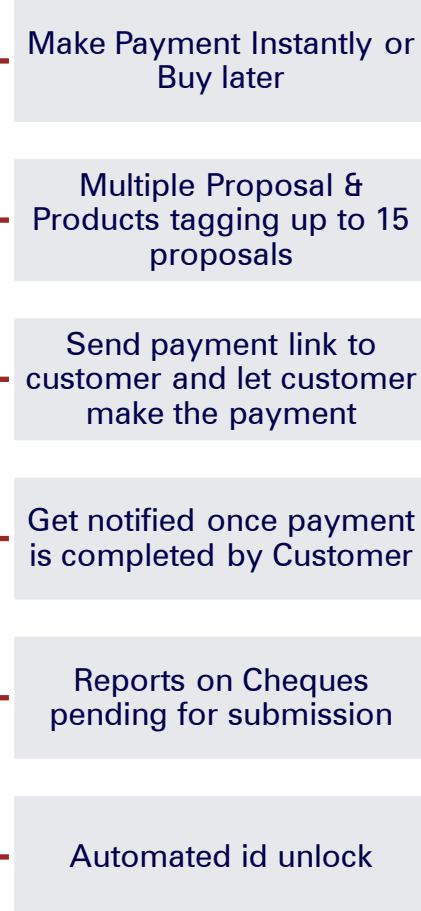 Make Payment Instantly or
Buy later
Multiple Proposal &
Products tagging up to 15
proposals
Send payment link to
customer and let customer
make the payment
Get notified once payment
is completed by Customer
Reports on Cheques
pending for submission
Automated id unlock